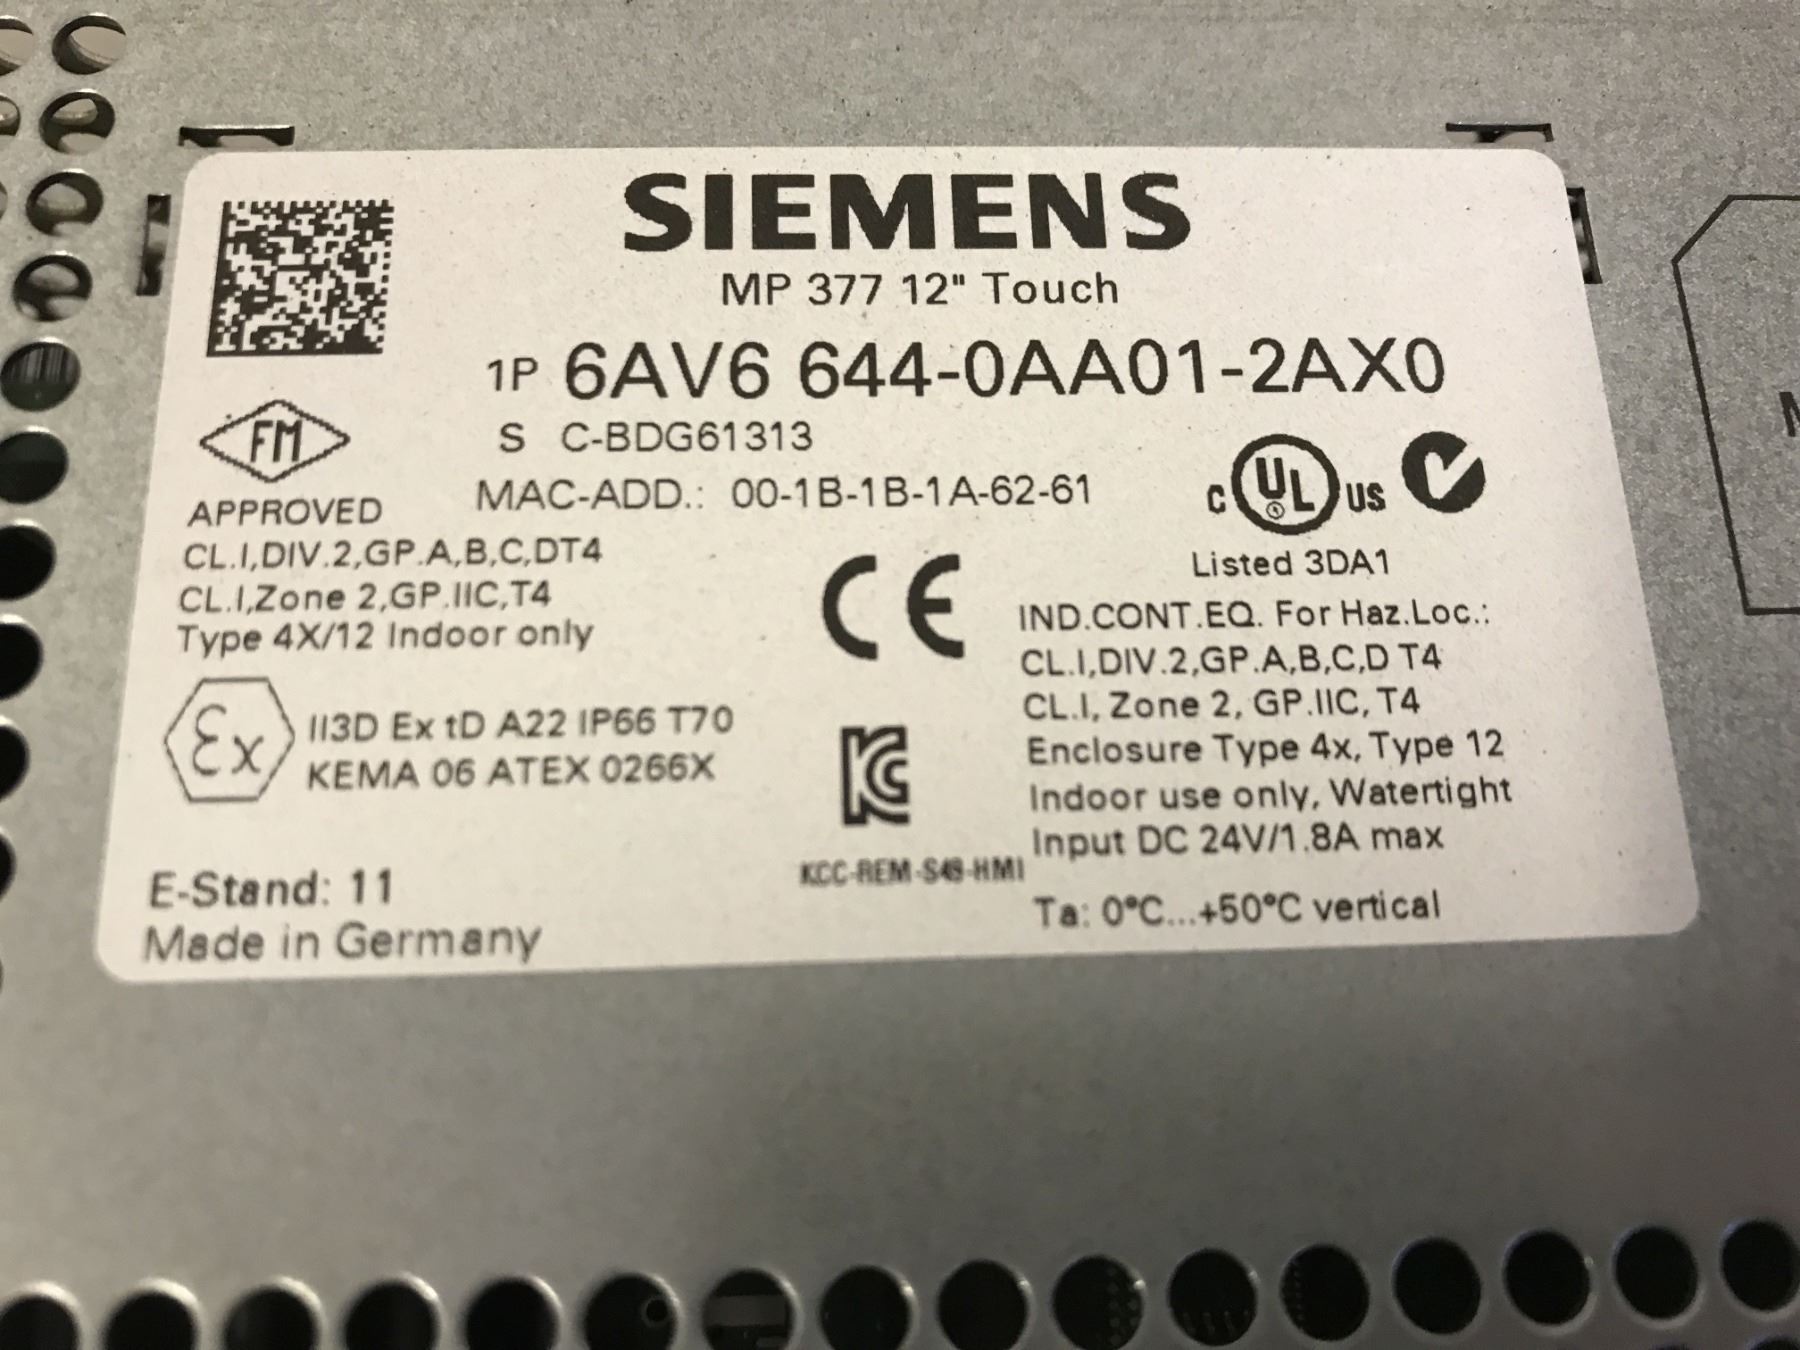 SIEMENS
MP 377 12" Touch
1P 6AV6 644-0AA01-2AX0
S C-BDG61313
MAC-ADD.: 00-1B-1B-1A-62-61
FM
APPROVED
CL.I,DIV.2,GP.A,B,C,DT4
CL.I,Zone 2,GP.IIC,T4
Type 4X/12 Indoor only
Ex
II3D Ex tD A22 IP66 T70
KEMA 06 ATEX 0266X
E-Stand: 11
Made in Germany
CE
KCC-REM-S49-HMI
C UL US
Listed 3DA1
IND.CONT.EQ. For Haz.Loc.:
CL.I,DIV.2,GP.A,B,C,D T4
CL.I, Zone 2, GP.IIC, T4
Enclosure Type 4x, Type 12
Indoor use only, Watertight
Input DC 24V/1.8A max
Ta: 0°C...+50°C vertical